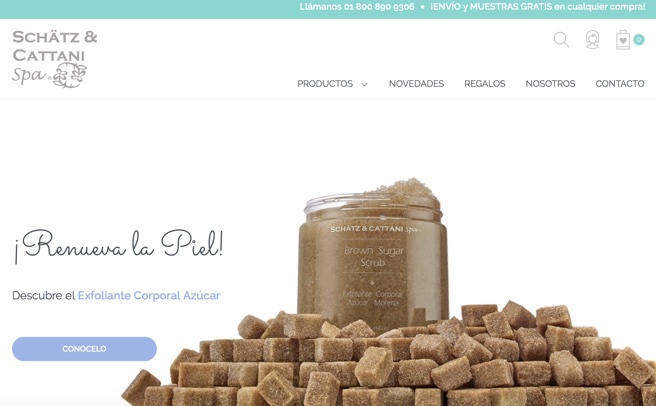 Llámanos 01 800 890 9306 • ¡ENVÍO y MUESTRAS GRATIS en cualquier compra!
SCHÄTZ &
CATTANI
Spa®
0
PRODUCTOS NOVEDADES REGALOS NOSOTROS CONTACTO
SCHÄTZ & CATTANI Spa
Brown Sugar
Scrub
Exfoliante Corporal
Azúcar Morena
¡Renueva la Piel!
Descubre el Exfoliante Corporal Azúcar
CONOCELO